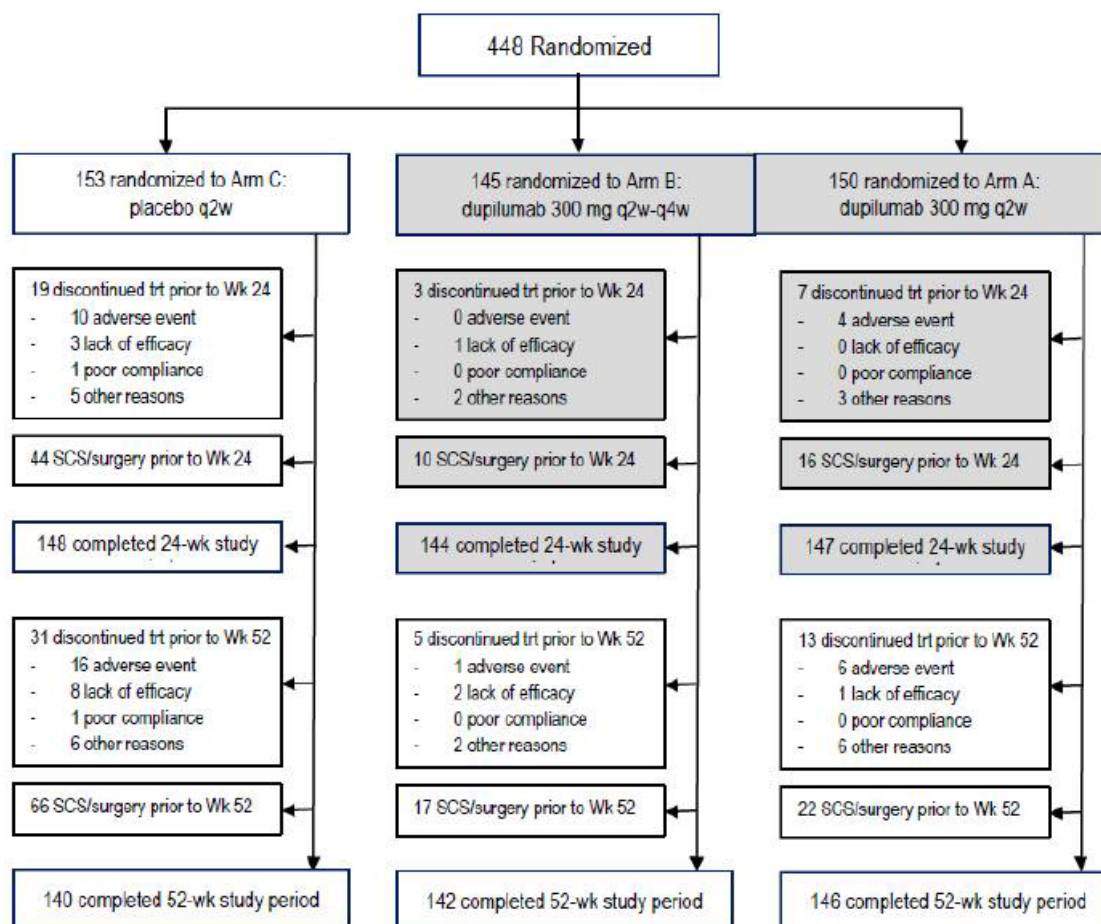 448 Randomized
153 randomized to Arm C:
placebo q2w
145 randomized to Arm B:
dupilumab 300 mg q2w-q4w
150 randomized to Arm A:
dupilumab 300 mg q2w
19 discontinued trt prior to Wk 24
- 10 adverse event
- 3 lack of efficacy
- 1 poor compliance
- 5 other reasons
3 discontinued trt prior to Wk 24
- 0 adverse event
- 1 lack of efficacy
- 0 poor compliance
- 2 other reasons
7 discontinued trt prior to Wk 24
- 4 adverse event
- 0 lack of efficacy
- 0 poor compliance
- 3 other reasons
44 SCS/surgery prior to Wk 24
10 SCS/surgery prior to Wk 24
16 SCS/surgery prior to Wk 24
148 completed 24-wk study
144 completed 24-wk study
147 completed 24-wk study
31 discontinued trt prior to Wk 52
- 16 adverse event
- 8 lack of efficacy
- 1 poor compliance
- 6 other reasons
5 discontinued trt prior to Wk 52
- 1 adverse event
- 2 lack of efficacy
- 0 poor compliance
- 2 other reasons
13 discontinued trt prior to Wk 52
- 6 adverse event
- 1 lack of efficacy
- 0 poor compliance
- 6 other reasons
66 SCS/surgery prior to Wk 52
17 SCS/surgery prior to Wk 52
22 SCS/surgery prior to Wk 52
140 completed 52-wk study period
142 completed 52-wk study period
146 completed 52-wk study period